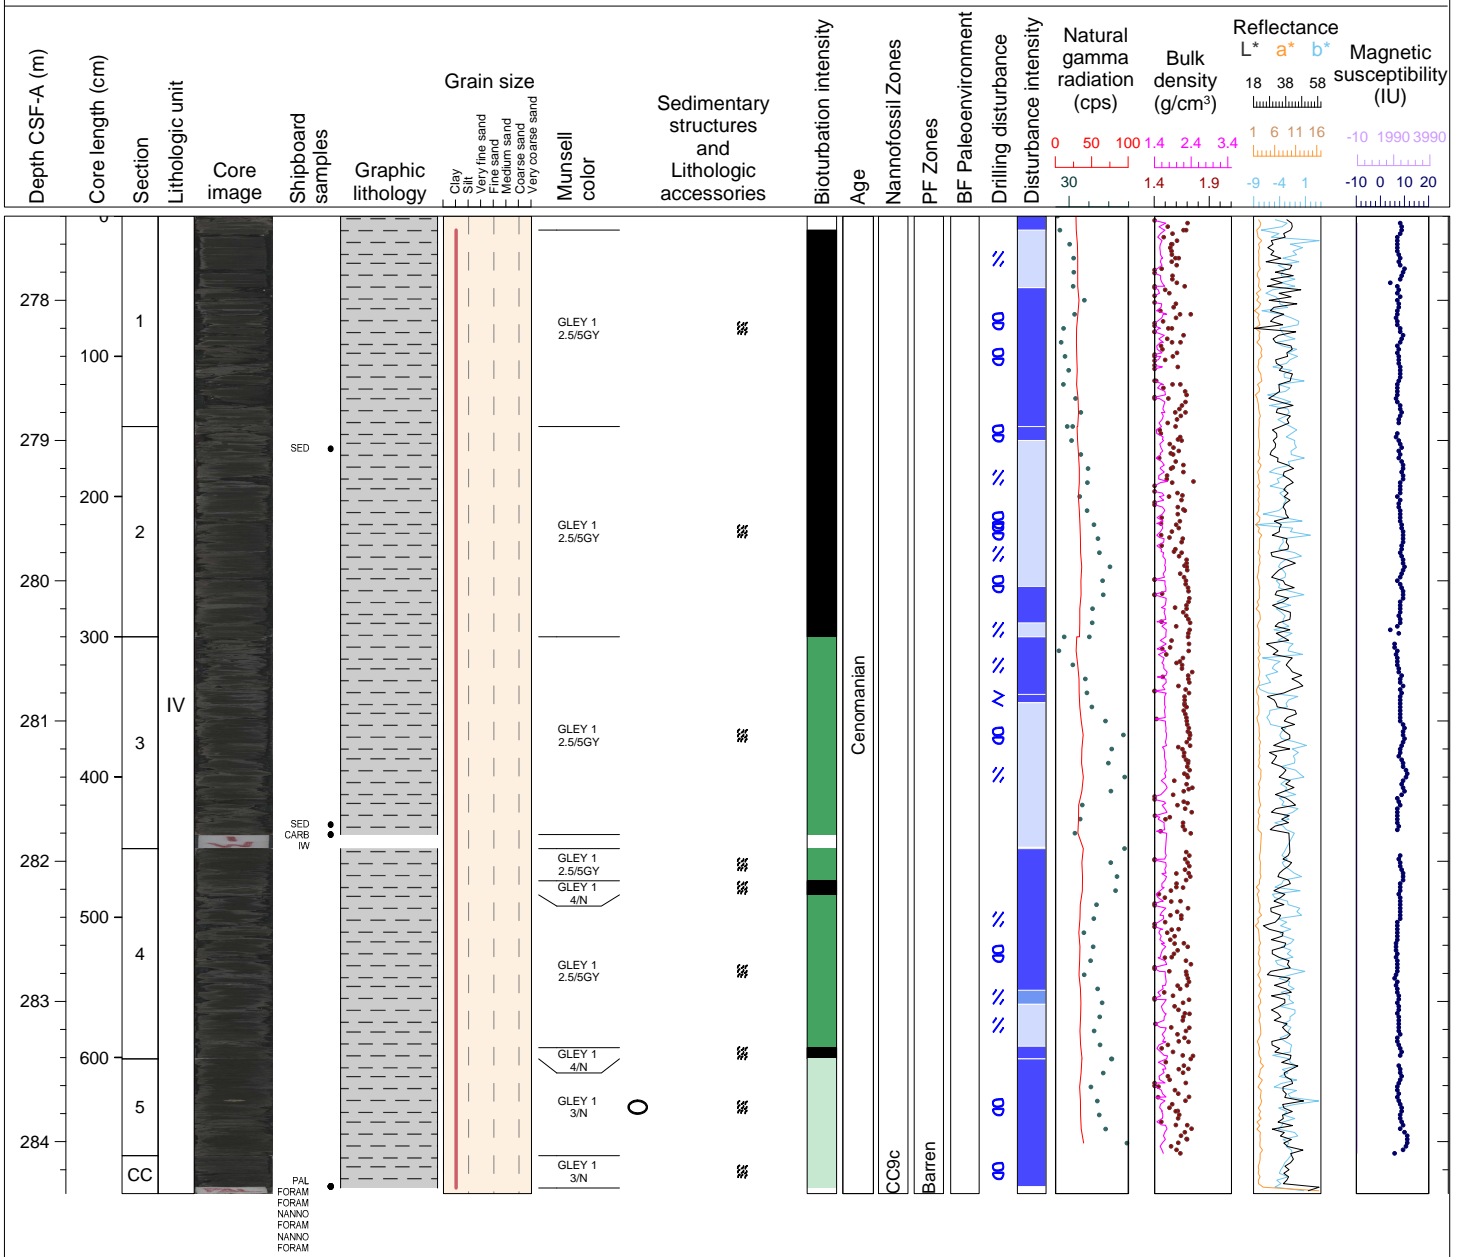 Depth CSF-A (m)
Core length (cm)
Section
Lithologic unit
Core
image
Shipboard
samples
Graphic
lithology
Grain size
Clay
Silt
Very fine sand
Fine sand
Medium sand
Coarse sand
Very coarse sand
Munsell
color
Sedimentary
structures
and
Lithologic
accessories
Bioturbation intensity
Age
Nannofossil Zones
PF Zones
BF Paleoenvironment
Drilling disturbance
Disturbance intensity
Natural
gamma
radiation
(cps)
0 50 100
30
Bulk
density
(g/cm³)
1.4 2.4 3.4
1.4 1.9
Reflectance
L* a* b*
18 38 58
1 6 11 16
-9 -4 1
Magnetic
susceptibility
(IU)
-10 1990 3990
-10 0 10 20
0
278
1
GLEY 1
2.5/5GY
100
279
SED
200
2
GLEY 1
2.5/5GY
280
300
IV
Cenomanian
281
3
GLEY 1
2.5/5GY
400
SED
CARB
IW
282
GLEY 1
2.5/5GY
GLEY 1
4/N
500
4
GLEY 1
2.5/5GY
283
600
GLEY 1
4/N
5
GLEY 1
3/N
284
CC
GLEY 1
3/N
CC9c
Barren
PAL
FORAM
FORAM
NANNO
FORAM
NANNO
FORAM